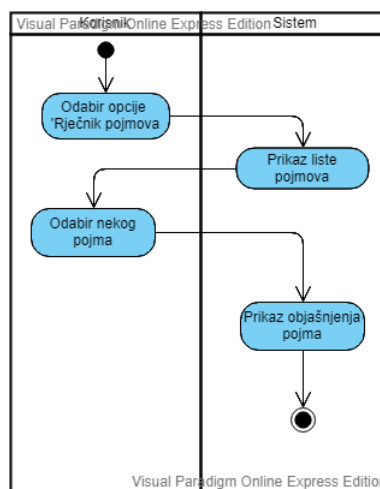 Visual Paradigm Online Express Edition
Korisnik
Sistem
Odabir opcije
'Rječnik pojmova
Prikaz liste
pojmova
Odabir nekog
pojma
Prikaz objašnjenja
pojma
Visual Paradigm Online Express Edition